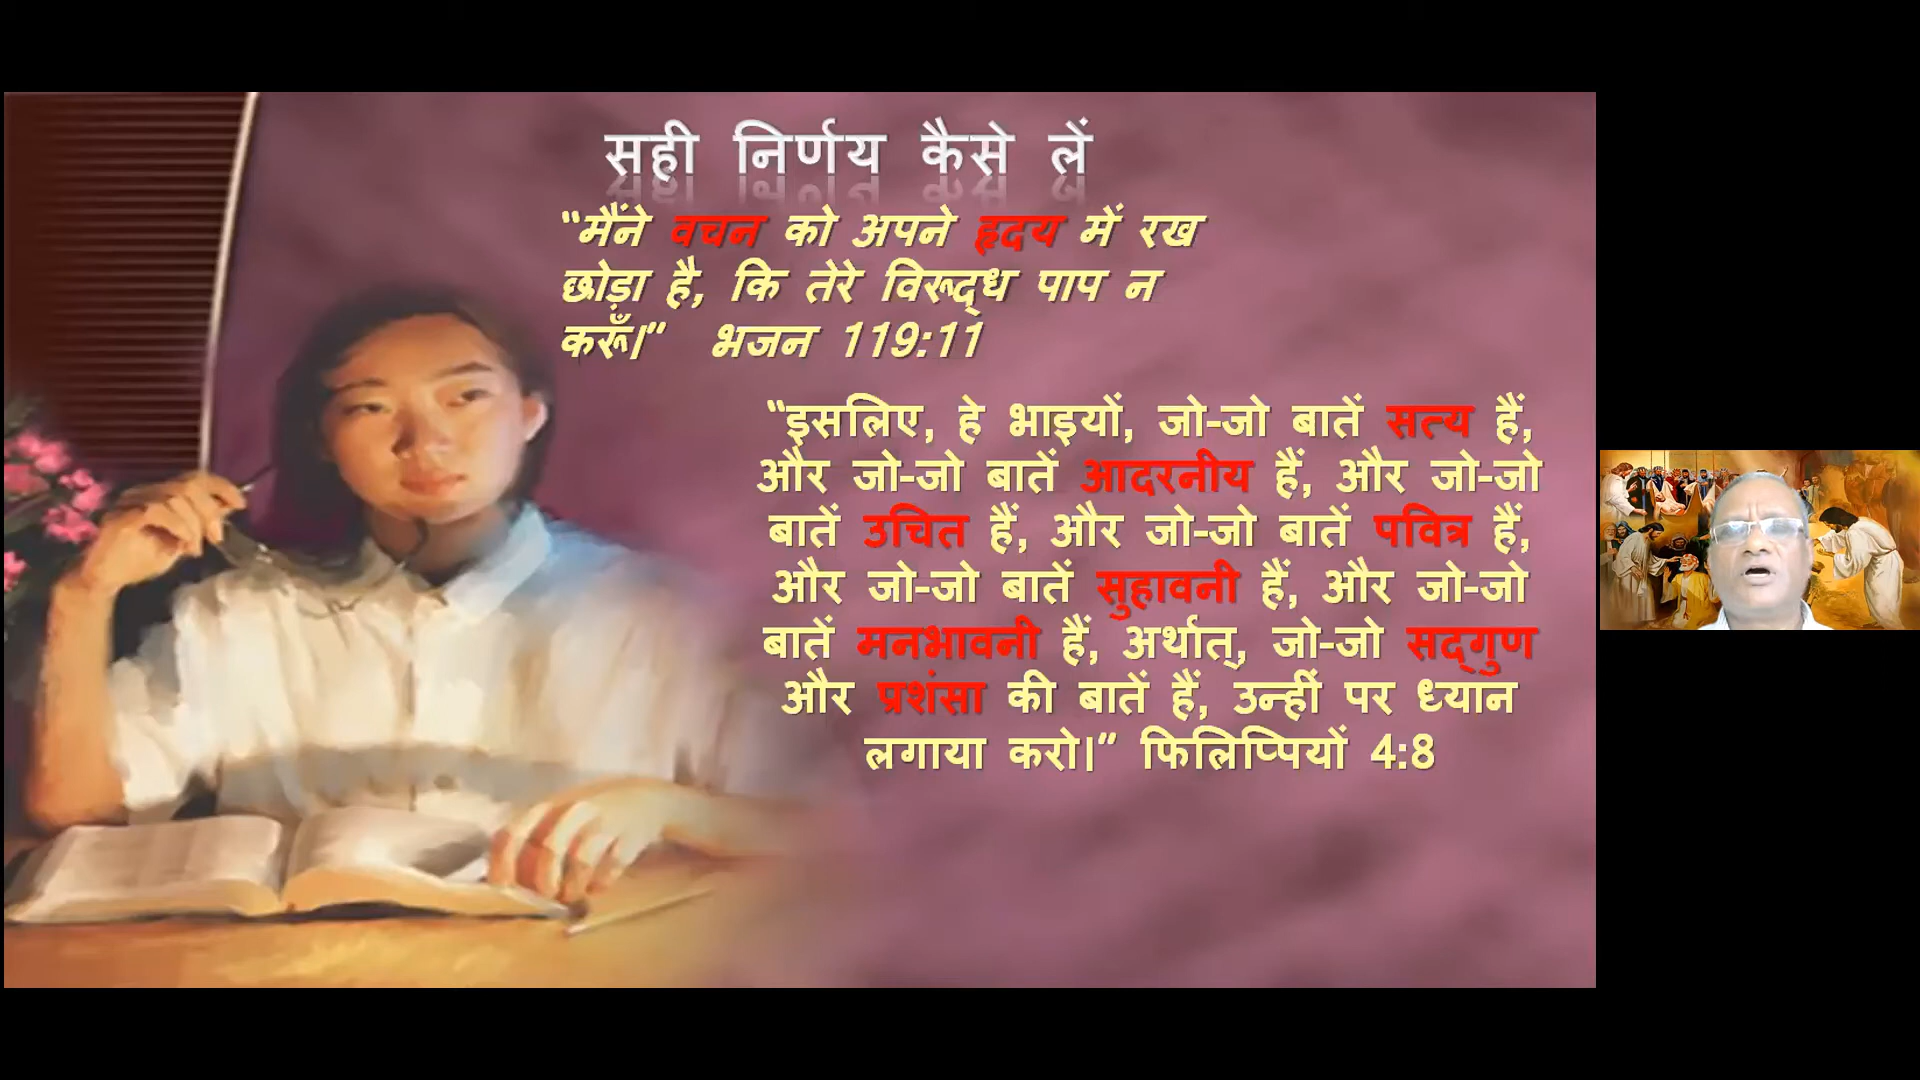 सही निर्णय कैसे लें
“मैंने वचन को अपने हृदय में रख
छोड़ा है, कि तेरे विरूद्ध पाप न
करूँ।” भजन 119:11
“इसलिए, हे भाइयों, जो-जो बातें सत्य हैं,
और जो-जो बातें आदरनीय हैं, और जो-जो
बातें उचित हैं, और जो-जो बातें पवित्र हैं,
और जो-जो बातें सुहावनी हैं, और जो-जो
बातें मनभावनी हैं, अर्थात्, जो-जो सद्‌गुण
और प्रशंसा की बातें हैं, उन्हीं पर ध्यान
लगाया करो।” फिलिप्पियों 4:8